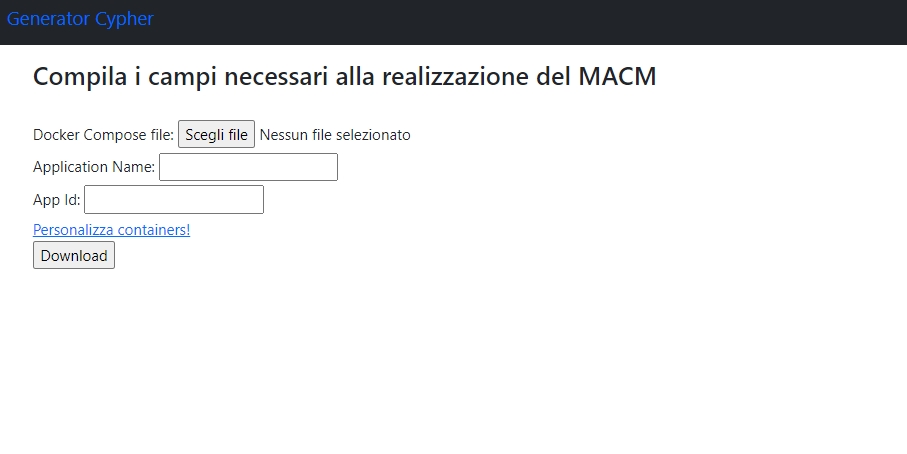 Generator Cypher
Compila i campi necessari alla realizzazione del MACM
Docker Compose file: Scegli file Nessun file selezionato
Application Name:
App Id:
Personalizza containers!
Download